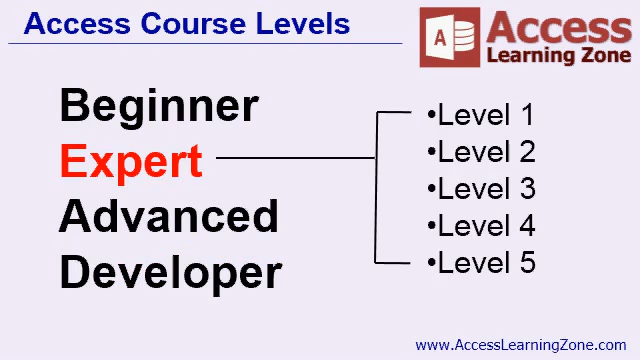 Access Course Levels
A
Access
Learning Zone
Beginner
Expert
Advanced
Developer
•Level 1
•Level 2
•Level 3
•Level 4
•Level 5
www.AccessLearningZone.com